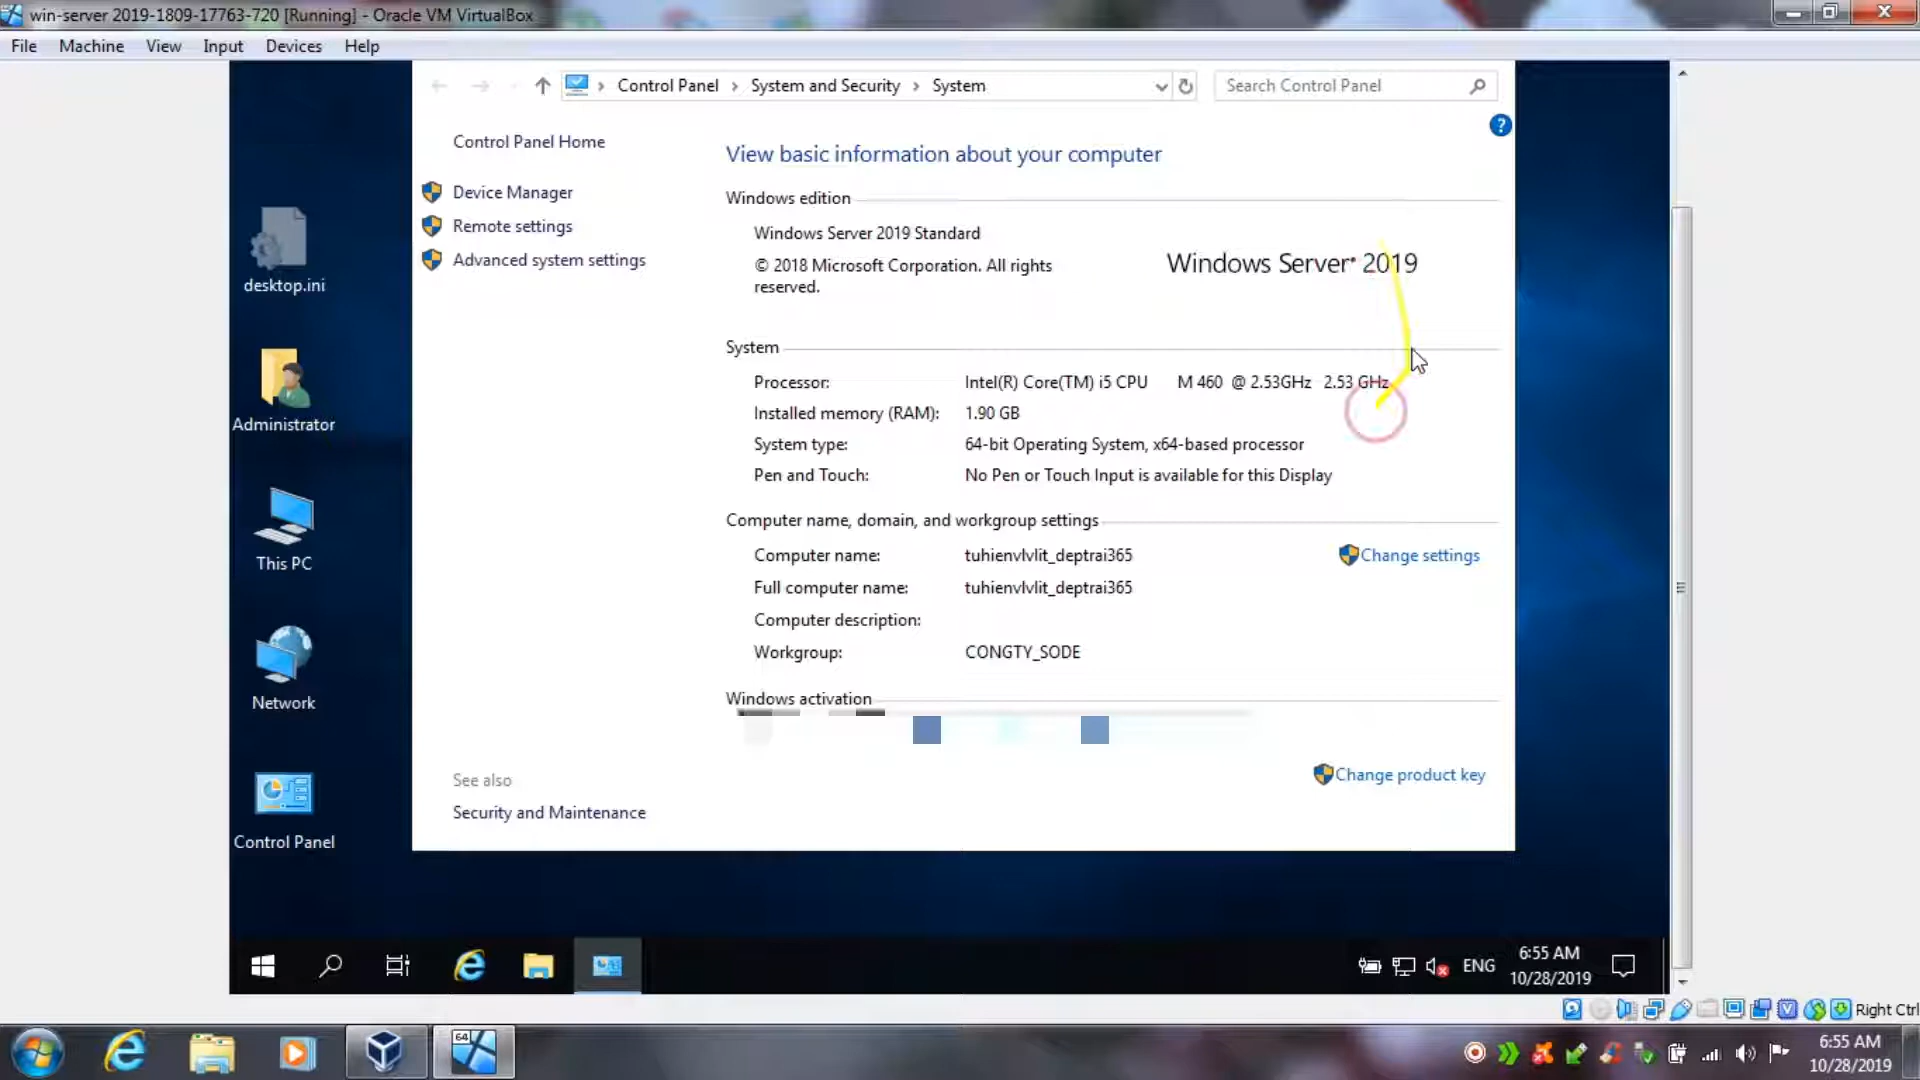 win-server 2019-1809-17763-720 [Running] - Oracle VM VirtualBox
File Machine View Input Devices Help
Control Panel > System and Security > System
Search Control Panel
?
Control Panel Home
Device Manager
Remote settings
Advanced system settings
View basic information about your computer
Windows edition
Windows Server 2019 Standard
© 2018 Microsoft Corporation. All rights
reserved.
Windows Server® 2019
System
Processor: Intel(R) Core(TM) i5 CPU M 460 @ 2.53GHz 2.53 GHz
Installed memory (RAM): 1.90 GB
System type: 64-bit Operating System, x64-based processor
Pen and Touch: No Pen or Touch Input is available for this Display
Computer name, domain, and workgroup settings
Computer name: tuhienvlvlit_deptrai365
Change settings
Full computer name: tuhienvlvlit_deptrai365
Computer description:
Workgroup: CONGTY_SODE
Windows activation
Change product key
See also
Security and Maintenance
desktop.ini
Administrator
This PC
Network
Control Panel
ENG
6:55 AM
10/28/2019
Right Ctrl
64
6:55 AM
10/28/2019